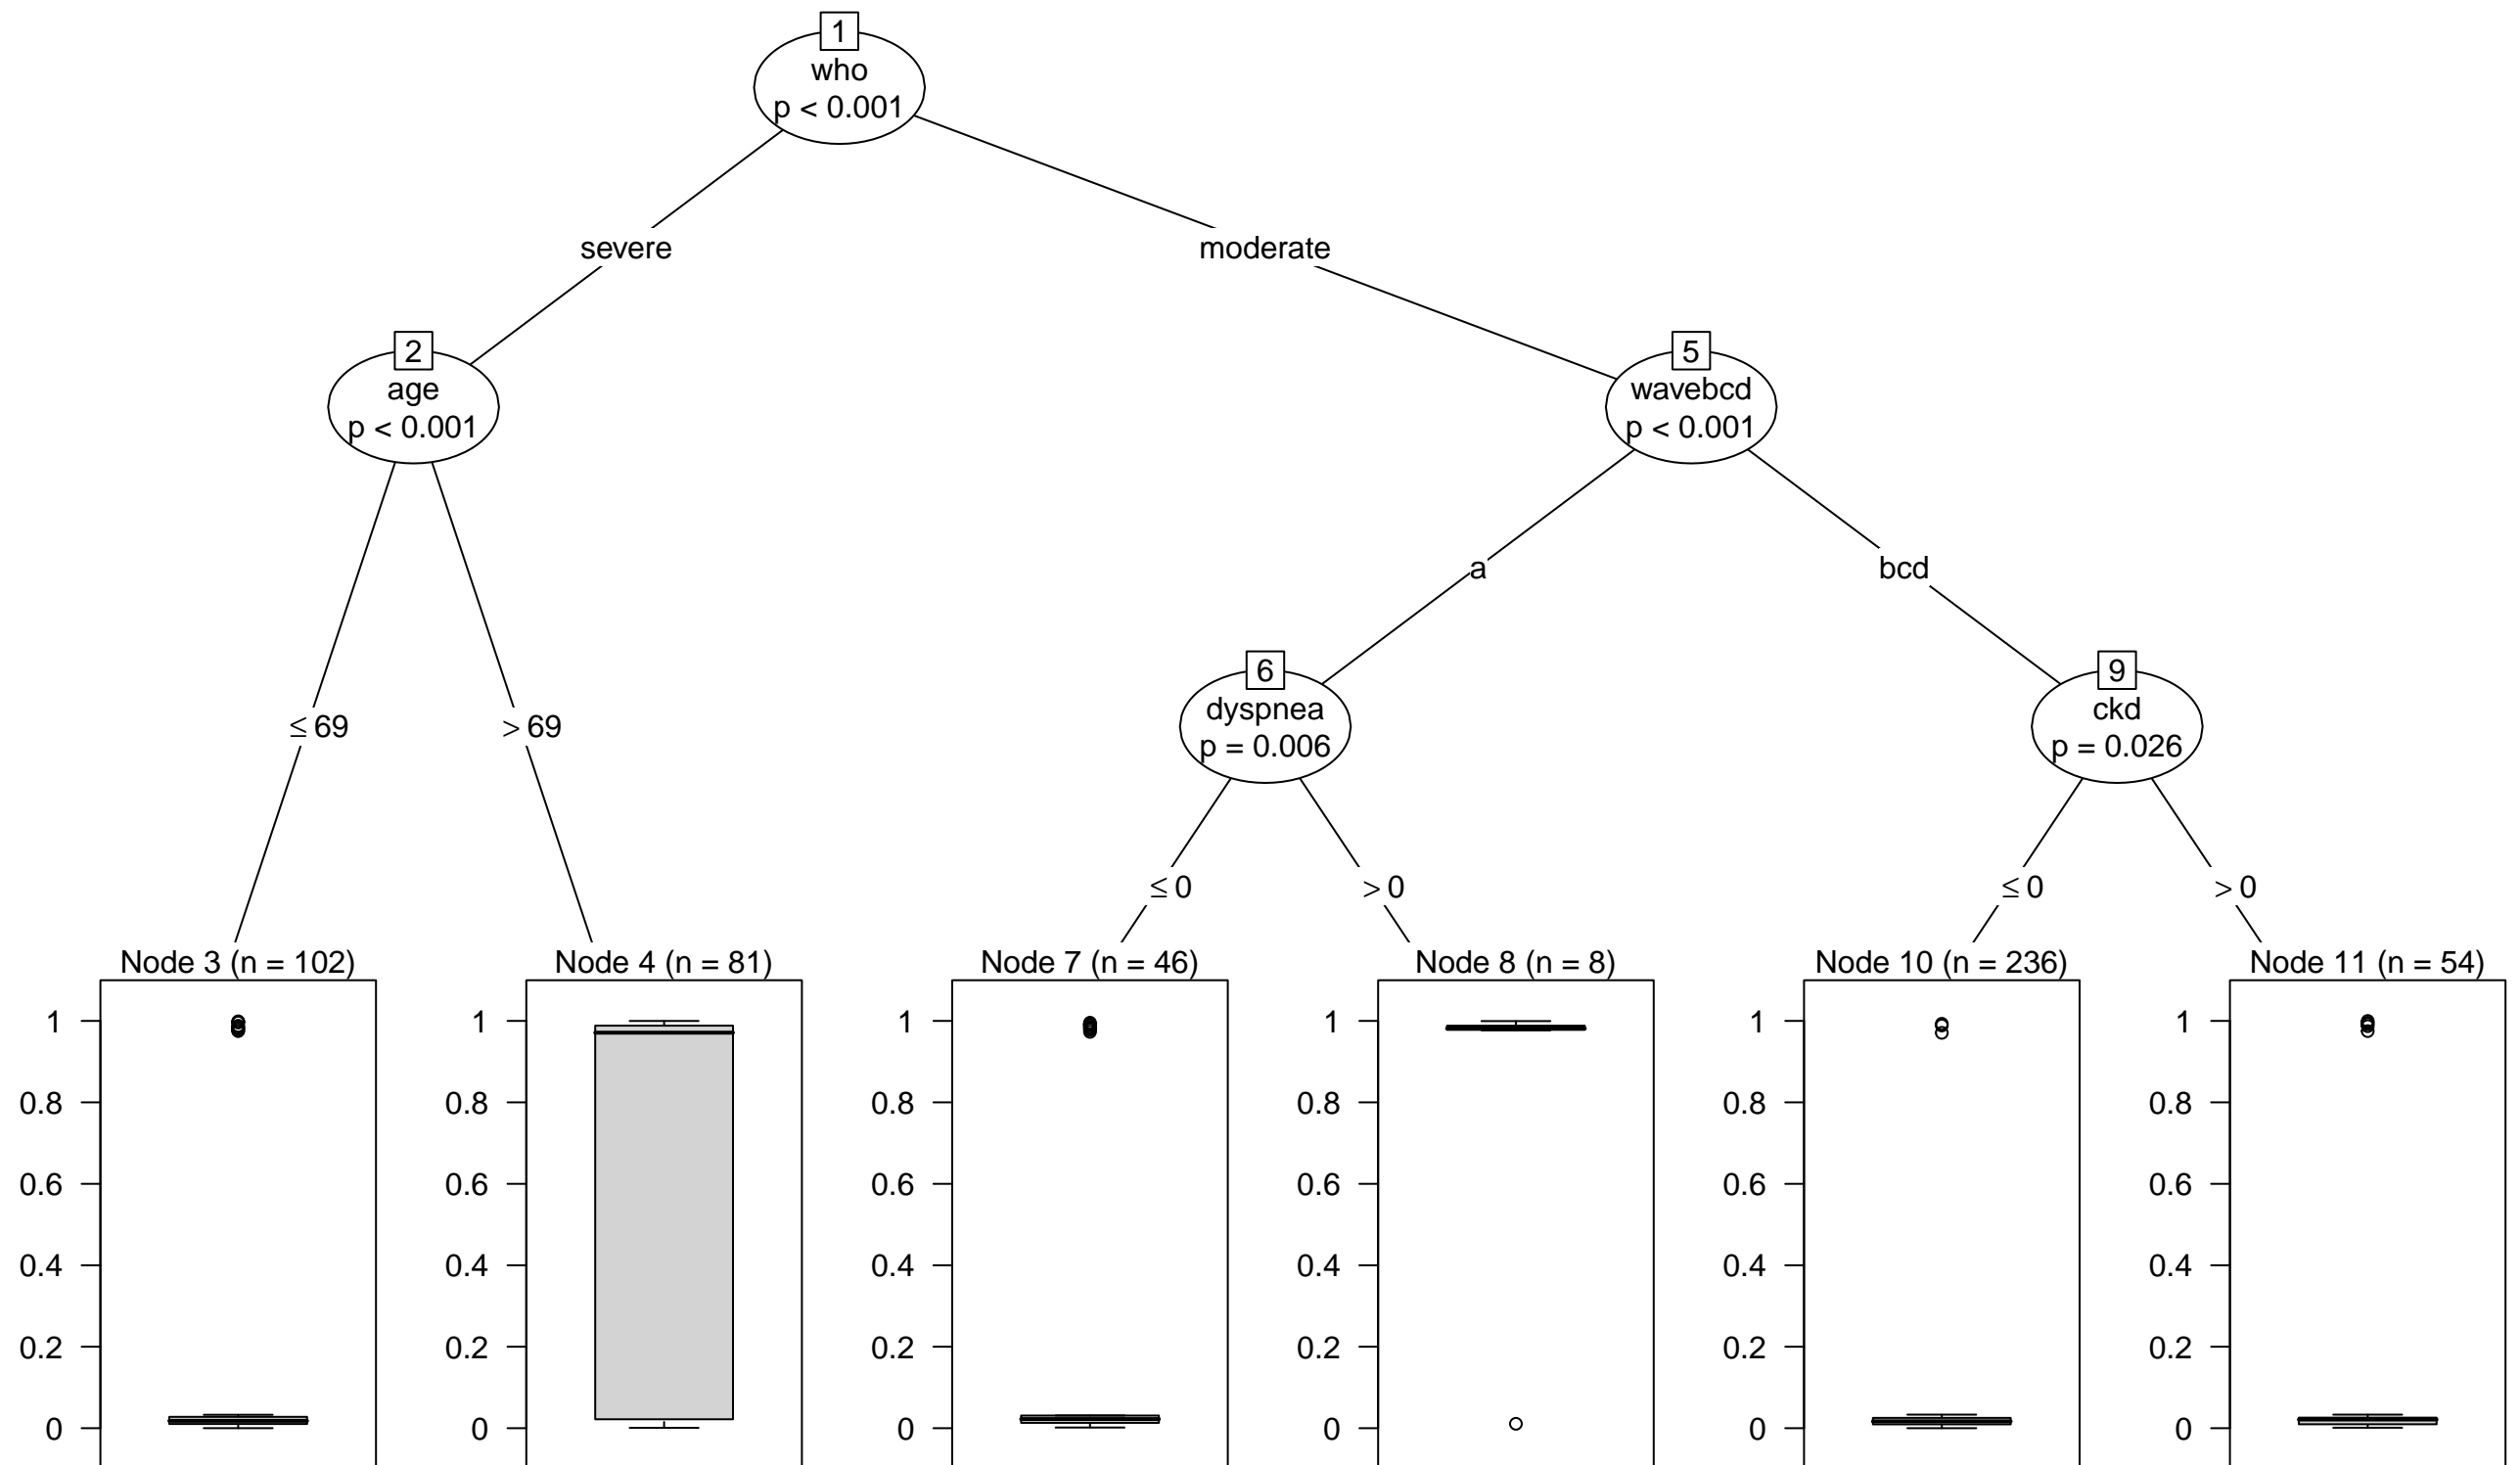 1
who
p < 0.001
severe
moderate
2
age
p < 0.001
5
wavebcd
p < 0.001
a
bcd
6
dyspnea
p = 0.006
9
ckd
p = 0.026
≤ 69
> 69
≤ 0
> 0
≤ 0
> 0
Node 3 (n = 102)
1
0.8
0.6
0.4
0.2
0
Node 4 (n = 81)
1
0.8
0.6
0.4
0.2
0
Node 7 (n = 46)
1
0.8
0.6
0.4
0.2
0
Node 8 (n = 8)
1
0.8
0.6
0.4
0.2
0
Node 10 (n = 236)
1
0.8
0.6
0.4
0.2
0
Node 11 (n = 54)
1
0.8
0.6
0.4
0.2
0